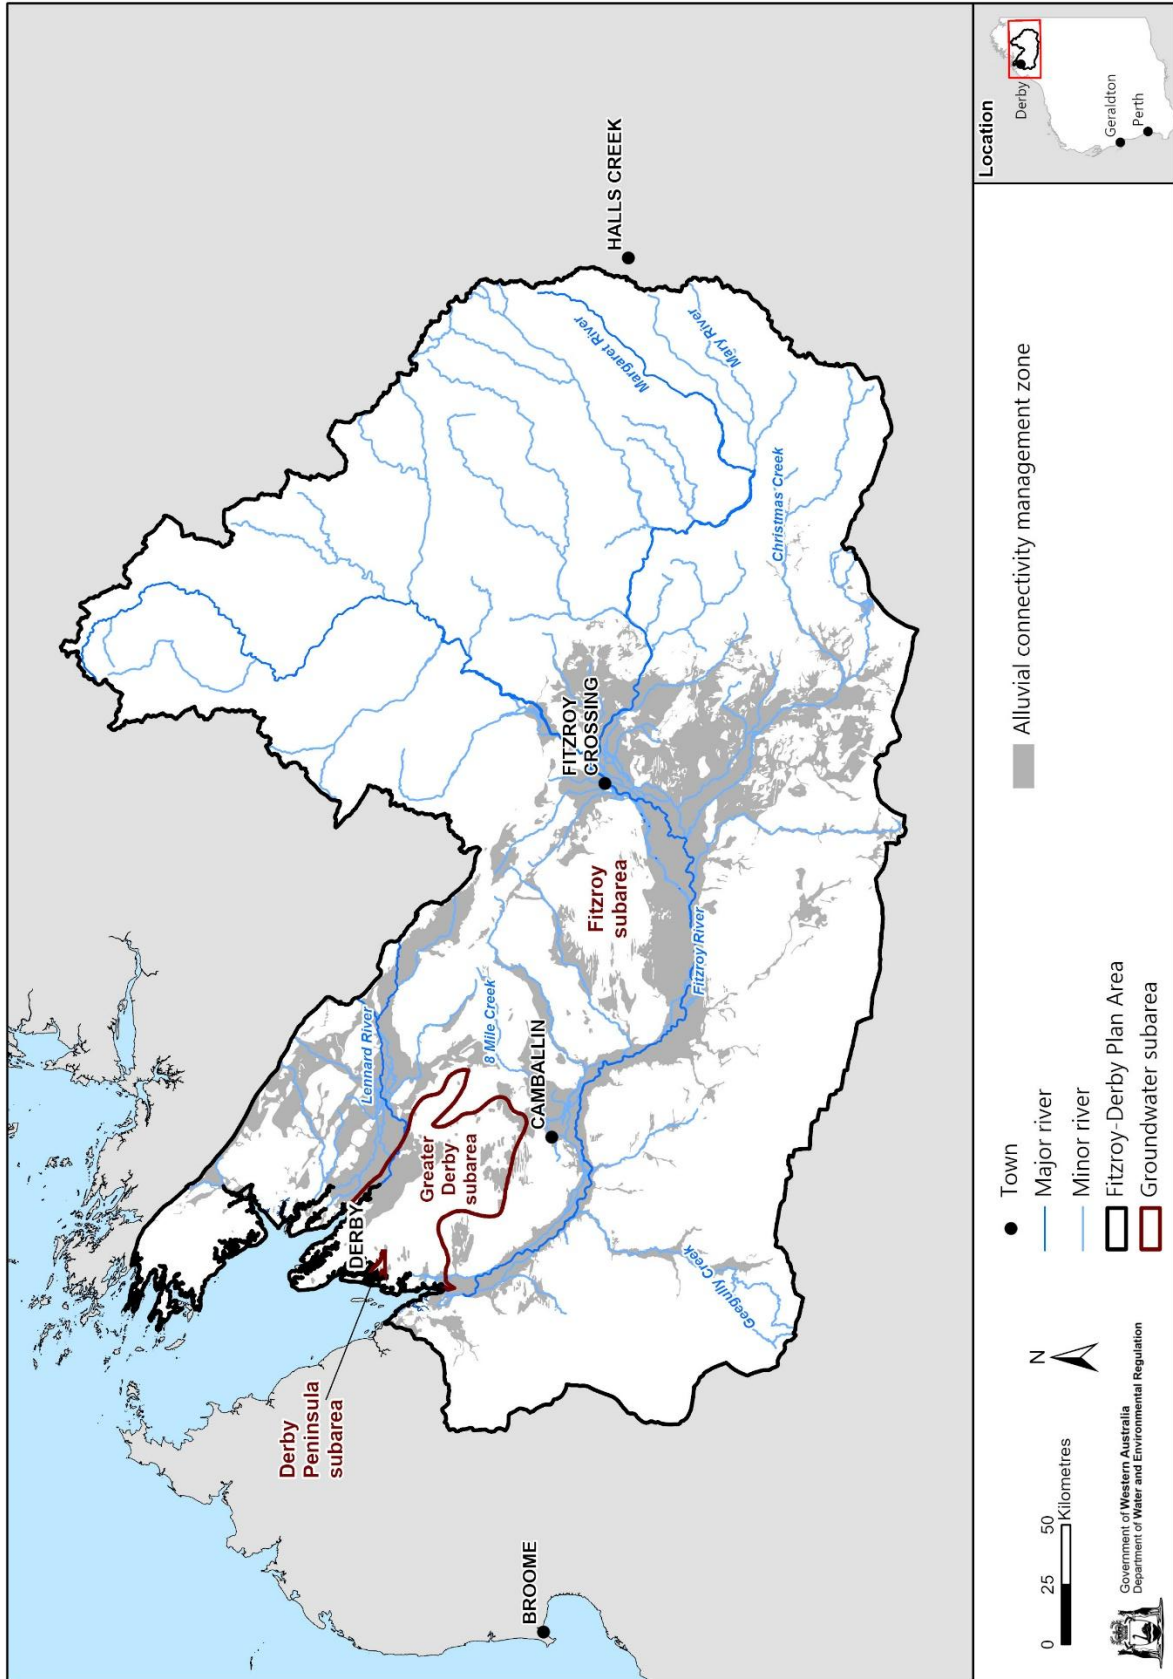 HALLS CREEK
Margaret River
Mary River
Christmas Creek
FITZROY
CROSSING
Fitzroy
subarea
Fitzroy River
Lennard River
8 Mile Creek
CAMBALLIN
Greater
Derby
subarea
DERBY
Geegully Creek
Derby
Peninsula
subarea
BROOME
Location
Derby
Geraldton
Perth
0 25 50
Kilometres
N
Town
Major river
Minor river
Fitzroy-Derby Plan Area
Groundwater subarea
Alluvial connectivity management zone
Government of Western Australia
Department of Water and Environmental Regulation